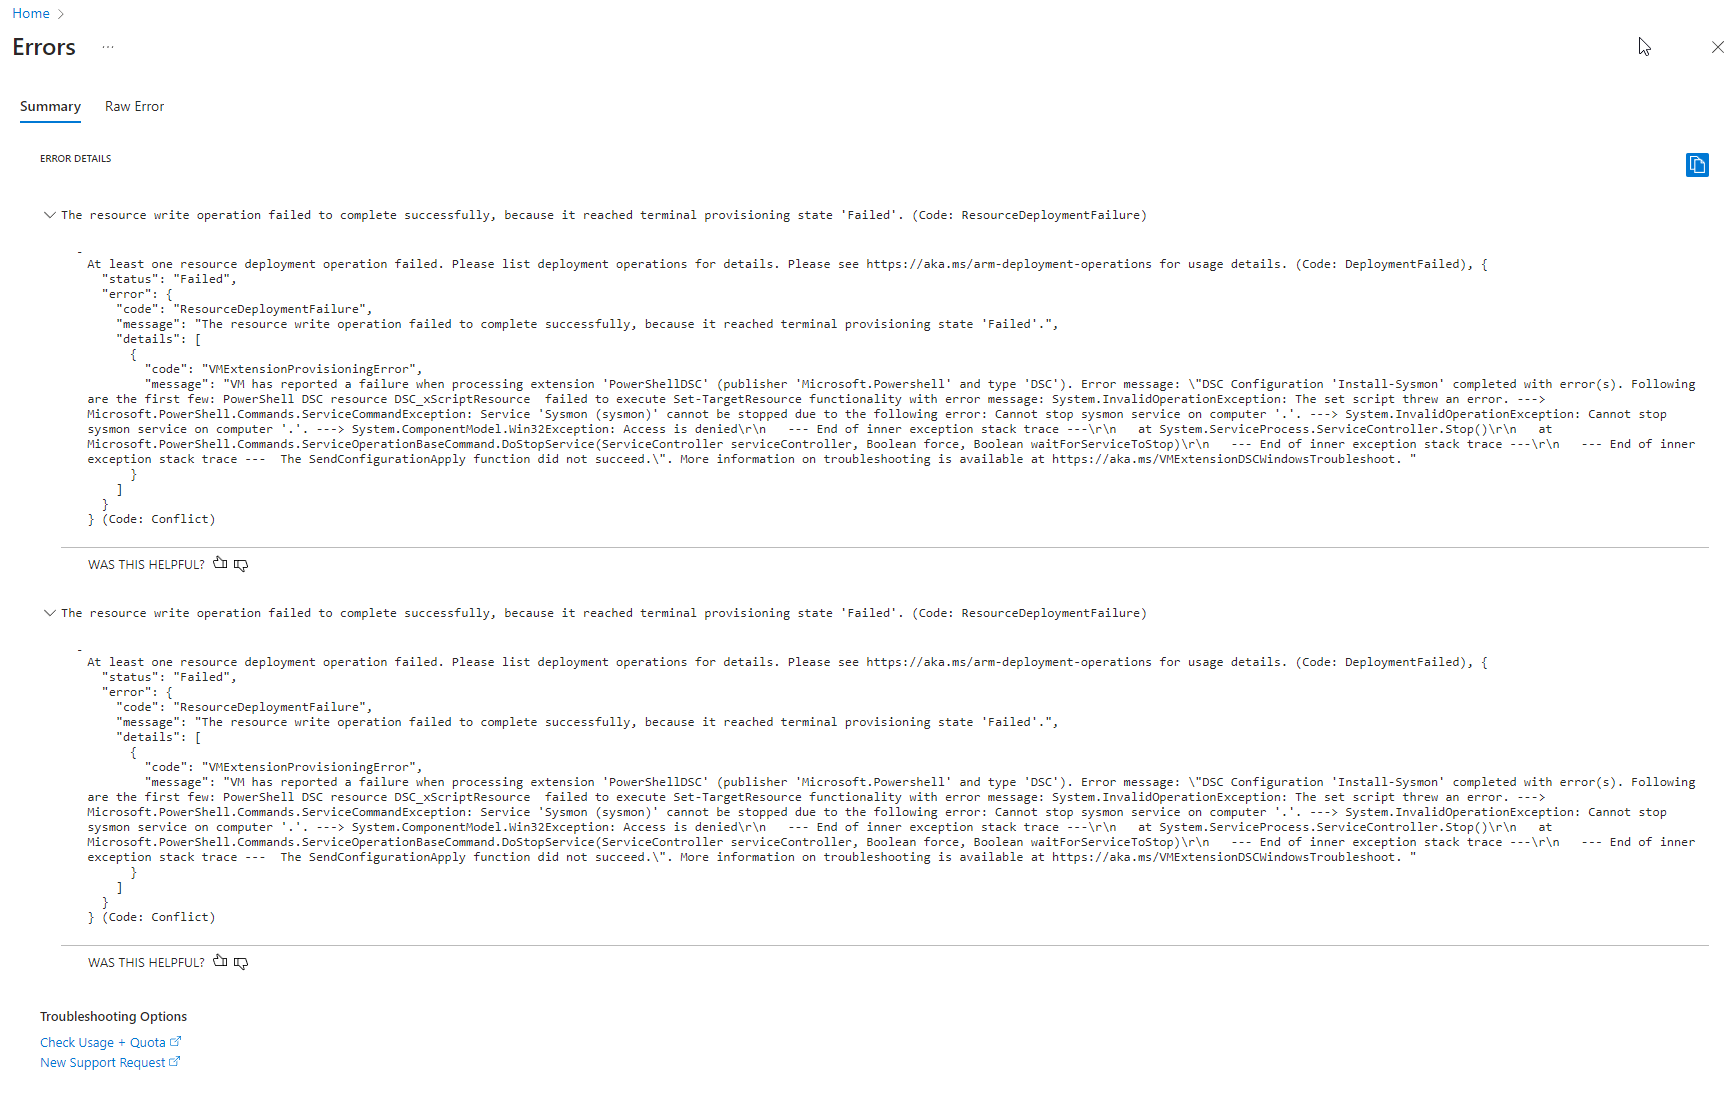 Home
Errors
Summary Raw Error
ERROR DETAILS
The resource write operation failed to complete successfully, because it reached terminal provisioning state 'Failed'. (Code: ResourceDeploymentFailure)
-
At least one resource deployment operation failed. Please list deployment operations for details. Please see https://aka.ms/arm-deployment-operations for usage details. (Code: DeploymentFailed), {
"status": "Failed",
"error": {
"code": "ResourceDeploymentFailure",
"message": "The resource write operation failed to complete successfully, because it reached terminal provisioning state 'Failed'.",
"details": [
{
"code": "VMExtensionProvisioningError",
"message": "VM has reported a failure when processing extension 'PowerShellDSC' (publisher 'Microsoft.Powershell' and type 'DSC'). Error message: \"DSC Configuration 'Install-Sysmon' completed with error(s). Following
are the first few: PowerShell DSC resource DSC_xScriptResource  failed to execute Set-TargetResource functionality with error message: System.InvalidOperationException: The set script threw an error. --->
Microsoft.PowerShell.Commands.ServiceCommandException: Service 'Sysmon (sysmon)' cannot be stopped due to the following error: Cannot stop sysmon service on computer '.'. ---> System.InvalidOperationException: Cannot stop
sysmon service on computer '.'. ---> System.ComponentModel.Win32Exception: Access is denied\r\n   --- End of inner exception stack trace ---\r\n   at System.ServiceProcess.ServiceController.Stop()\r\n   at
Microsoft.PowerShell.Commands.ServiceOperationBaseCommand.DoStopService(ServiceController serviceController, Boolean force, Boolean waitForServiceToStop)\r\n   --- End of inner exception stack trace ---\r\n   --- End of inner
exception stack trace ---  The SendConfigurationApply function did not succeed.\". More information on troubleshooting is available at https://aka.ms/VMExtensionDSCWindowsTroubleshoot. "
}
]
}
} (Code: Conflict)
WAS THIS HELPFUL?
The resource write operation failed to complete successfully, because it reached terminal provisioning state 'Failed'. (Code: ResourceDeploymentFailure)
-
At least one resource deployment operation failed. Please list deployment operations for details. Please see https://aka.ms/arm-deployment-operations for usage details. (Code: DeploymentFailed), {
"status": "Failed",
"error": {
"code": "ResourceDeploymentFailure",
"message": "The resource write operation failed to complete successfully, because it reached terminal provisioning state 'Failed'.",
"details": [
{
"code": "VMExtensionProvisioningError",
"message": "VM has reported a failure when processing extension 'PowerShellDSC' (publisher 'Microsoft.Powershell' and type 'DSC'). Error message: \"DSC Configuration 'Install-Sysmon' completed with error(s). Following
are the first few: PowerShell DSC resource DSC_xScriptResource  failed to execute Set-TargetResource functionality with error message: System.InvalidOperationException: The set script threw an error. --->
Microsoft.PowerShell.Commands.ServiceCommandException: Service 'Sysmon (sysmon)' cannot be stopped due to the following error: Cannot stop sysmon service on computer '.'. ---> System.InvalidOperationException: Cannot stop
sysmon service on computer '.'. ---> System.ComponentModel.Win32Exception: Access is denied\r\n   --- End of inner exception stack trace ---\r\n   at System.ServiceProcess.ServiceController.Stop()\r\n   at
Microsoft.PowerShell.Commands.ServiceOperationBaseCommand.DoStopService(ServiceController serviceController, Boolean force, Boolean waitForServiceToStop)\r\n   --- End of inner exception stack trace ---\r\n   --- End of inner
exception stack trace ---  The SendConfigurationApply function did not succeed.\". More information on troubleshooting is available at https://aka.ms/VMExtensionDSCWindowsTroubleshoot. "
}
]
}
} (Code: Conflict)
WAS THIS HELPFUL?
Troubleshooting Options
Check Usage + Quota
New Support Request